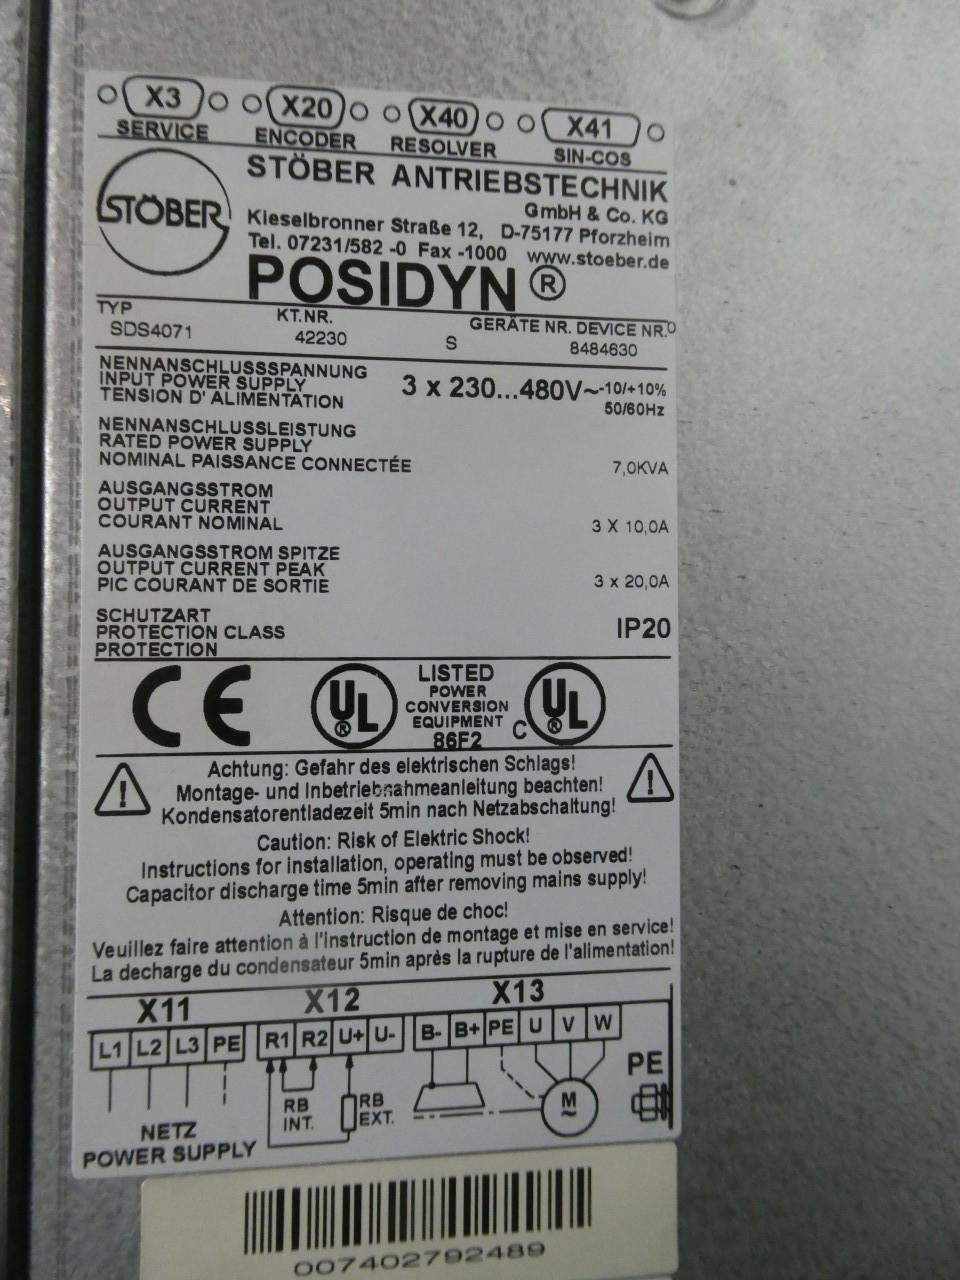 X3 X20 X40 X41
SERVICE ENCODER RESOLVER SIN-COS
STÖBER
STÖBER ANTRIEBSTECHNIK
GmbH & Co. KG
Kieselbronner Straße 12, D-75177 Pforzheim
Tel. 07231/582 -0 Fax -1000 www.stoeber.de
POSIDYN ®
TYP KT.NR. GERÄTE NR. DEVICE NR.O
SDS4071 42230 S 8484630
NENNANSCHLUSSSPANNUNG
INPUT POWER SUPPLY 3 x 230...480V~-10/+10%
TENSION D' ALIMENTATION 50/60Hz
NENNANSCHLUSSLEISTUNG
RATED POWER SUPPLY
NOMINAL PAISSANCE CONNECTÉE 7,0KVA
AUSGANGSSTROM
OUTPUT CURRENT
COURANT NOMINAL 3 X 10,0A
AUSGANGSSTROM SPITZE
OUTPUT CURRENT PEAK
PIC COURANT DE SORTIE 3 x 20,0A
SCHUTZART
PROTECTION CLASS IP20
PROTECTION
CE UL ® LISTED
POWER
CONVERSION
EQUIPMENT
86F2
C UL ®
Achtung: Gefahr des elektrischen Schlags!
Montage- und Inbetriebnahmeanleitung beachten!
Kondensatorentladezeit 5min nach Netzabschaltung!
Caution: Risk of Elektric Shock!
Instructions for installation, operating must be observed!
Capacitor discharge time 5min after removing mains supply!
Attention: Risque de choc!
Veuillez faire attention à l'instruction de montage et mise en service!
La decharge du condensateur 5min après la rupture de l'alimentation!
X11 X12 X13
L1 L2 L3 PE R1 R2 U+ U- B- B+ PE U V W
PE
RB
INT.
RB
EXT.
M
~
NETZ
POWER SUPPLY
007402792489